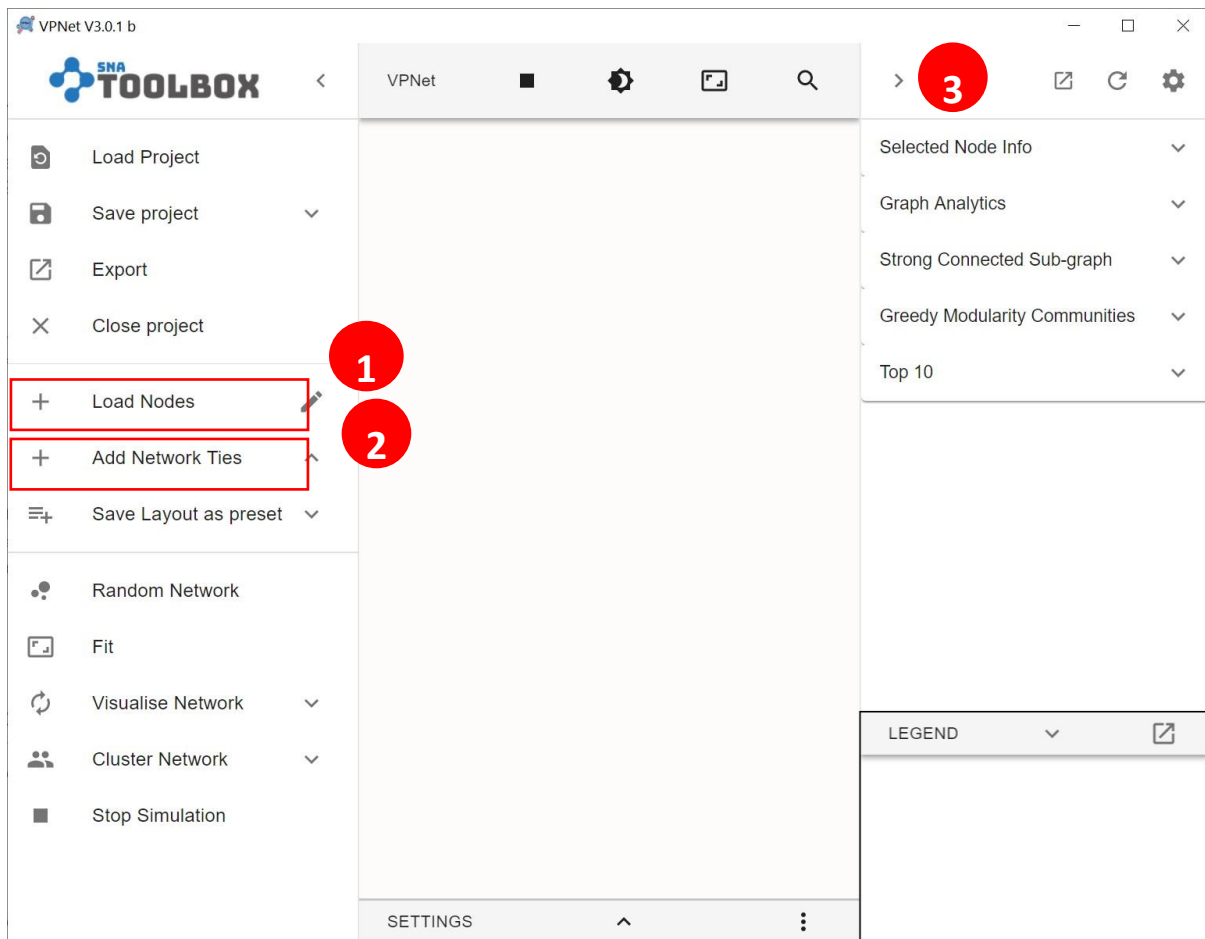 VPNet V3.0.1 b
SNA
TOOLBOX
VPNet
3
Load Project
Save project
Export
Close project
1
Load Nodes
2
Add Network Ties
Save Layout as preset
Random Network
Fit
Visualise Network
Cluster Network
Stop Simulation
Selected Node Info
Graph Analytics
Strong Connected Sub-graph
Greedy Modularity Communities
Top 10
LEGEND
SETTINGS